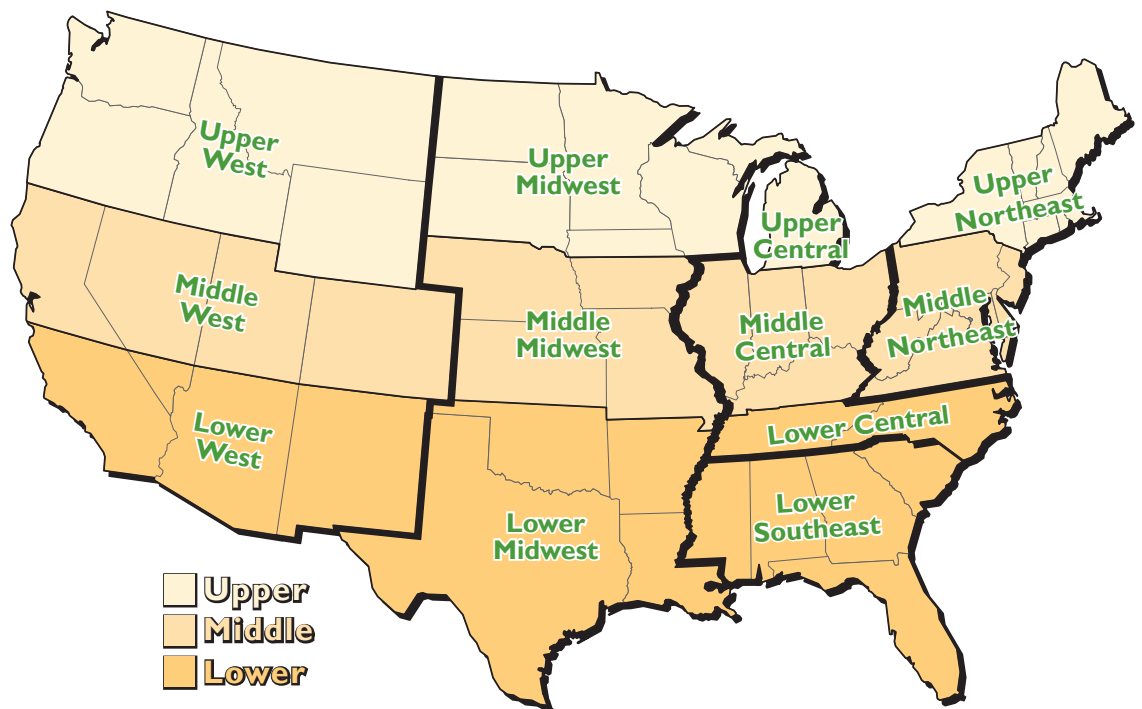 Upper
West
Upper
Midwest
Upper
Central
Upper
Northeast
Middle
West
Middle
Midwest
Middle
Central
Middle
Northeast
Lower
West
Lower
Midwest
Lower Central
Lower
Southeast
Upper
Middle
Lower